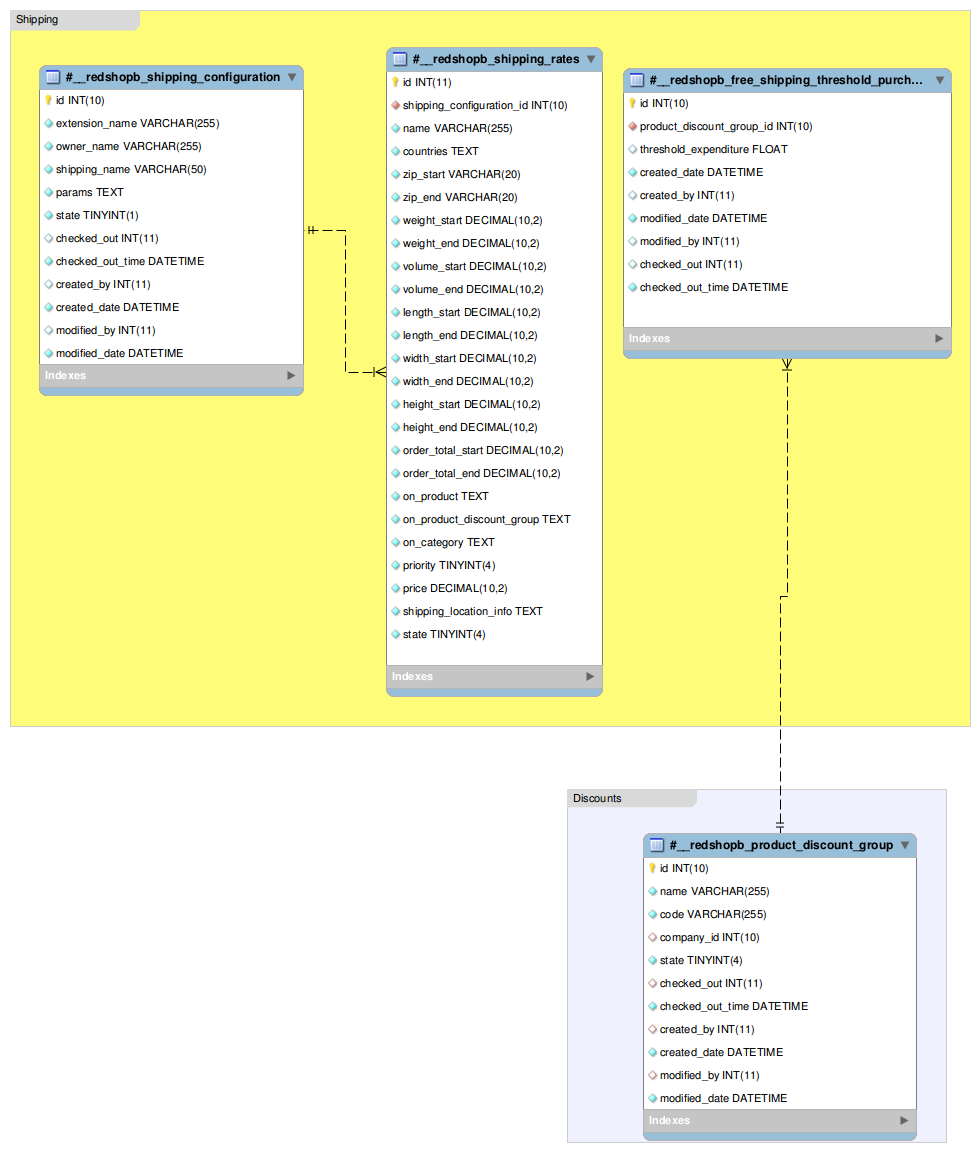 Shipping
#__redshopb_shipping_configuration
id INT(10)
extension_name VARCHAR(255)
owner_name VARCHAR(255)
shipping_name VARCHAR(50)
params TEXT
state TINYINT(1)
checked_out INT(11)
checked_out_time DATETIME
created_by INT(11)
created_date DATETIME
modified_by INT(11)
modified_date DATETIME
Indexes
#__redshopb_shipping_rates
id INT(11)
shipping_configuration_id INT(10)
name VARCHAR(255)
countries TEXT
zip_start VARCHAR(20)
zip_end VARCHAR(20)
weight_start DECIMAL(10,2)
weight_end DECIMAL(10,2)
volume_start DECIMAL(10,2)
volume_end DECIMAL(10,2)
length_start DECIMAL(10,2)
length_end DECIMAL(10,2)
width_start DECIMAL(10,2)
width_end DECIMAL(10,2)
height_start DECIMAL(10,2)
height_end DECIMAL(10,2)
order_total_start DECIMAL(10,2)
order_total_end DECIMAL(10,2)
on_product TEXT
on_product_discount_group TEXT
on_category TEXT
priority TINYINT(4)
price DECIMAL(10,2)
shipping_location_info TEXT
state TINYINT(4)
Indexes
#__redshopb_free_shipping_threshold_purch...
id INT(10)
product_discount_group_id INT(10)
threshold_expenditure FLOAT
created_date DATETIME
created_by INT(11)
modified_date DATETIME
modified_by INT(11)
checked_out INT(11)
checked_out_time DATETIME
Indexes
Discounts
#__redshopb_product_discount_group
id INT(10)
name VARCHAR(255)
code VARCHAR(255)
company_id INT(10)
state TINYINT(4)
checked_out INT(11)
checked_out_time DATETIME
created_by INT(11)
created_date DATETIME
modified_by INT(11)
modified_date DATETIME
Indexes